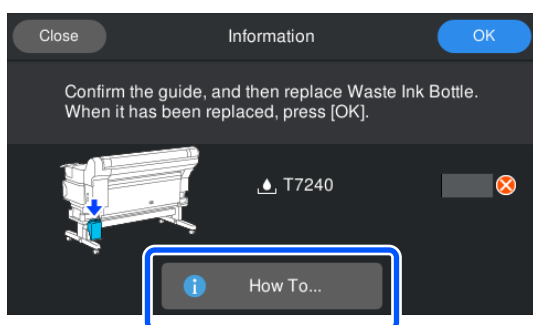 Close
Information
OK
Confirm the guide, and then replace Waste Ink Bottle.
When it has been replaced, press [OK].
T7240
i How To...